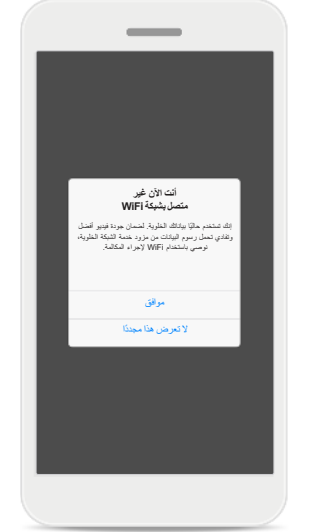 أنت الآن غير
متصل بشبكة WiFi
إنك تستخدم حاليًا بياناتك الخلوية. لضمان جودة فيديو أفضل
وتفادي تحمل رسوم البيانات من مزود خدمة الشبكة الخلوية،
نوصي باستخدام WiFi لإجراء المكالمة.
موافق
لا تعرض هذا مجددًا